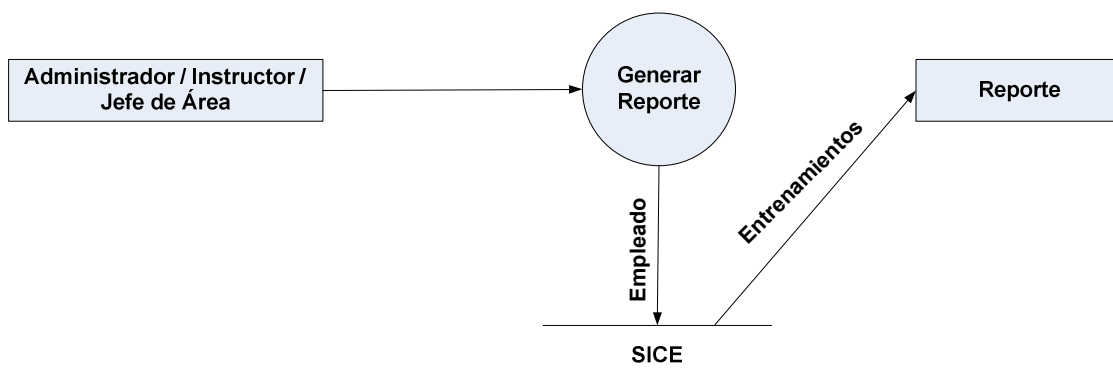 Administrador / Instructor /
Jefe de Área
Generar
Reporte
Reporte
Empleado
Entrenamientos
SICE